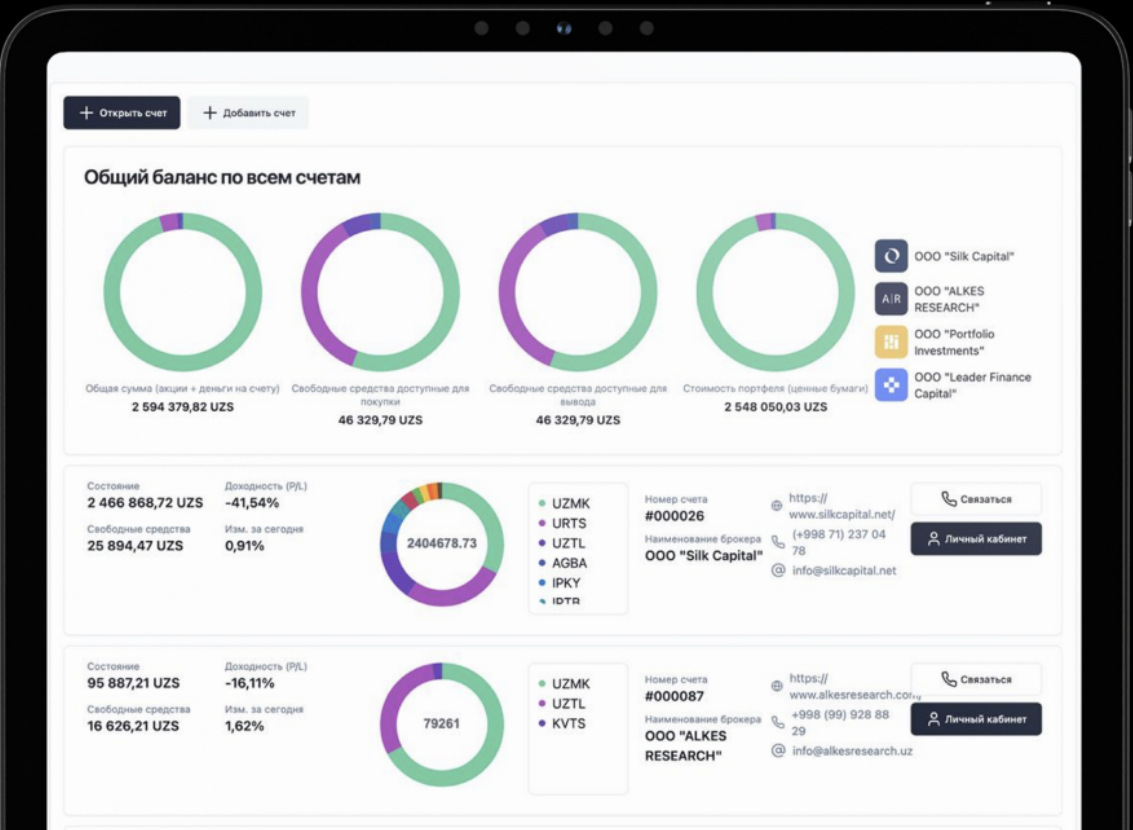 Открыть счет
Добавить счет
Общий баланс по всем счетам
Общая сумма (акции + деньги на счету)
2 594 379,82 UZS
Свободные средства доступные для
покупки
46 329,79 UZS
Свободные средства доступные для
вывода
46 329,79 UZS
Стоимость портфеля (ценные бумаги)
2 548 050,03 UZS
ООО "Silk Capital"
A|R
ООО "ALKES
RESEARCH"
ООО "Portfolio
Investments"
ООО "Leader Finance
Capital"
Состояние
2 466 868,72 UZS
Доходность (P/L)
-41,54%
Свободные средства
25 894,47 UZS
Изм. за сегодня
0,91%
2404678.73
UZMK
URTS
UZTL
AGBA
IPKY
IPTB
Номер счета
#000026
Наименование брокера
ООО "Silk Capital"
https://
www.silkcapital.net/
(+998 71) 237 04
78
info@silkcapital.net
Связаться
Личный кабинет
Состояние
95 887,21 UZS
Доходность (P/L)
-16,11%
Свободные средства
16 626,21 UZS
Изм. за сегодня
1,62%
79261
UZMK
UZTL
KVTS
Номер счета
#000087
Наименование брокера
ООО "ALKES
RESEARCH"
https://
www.alkesresearch.com/
+998 (99) 928 88
29
info@alkesresearch.uz
Связаться
Личный кабинет